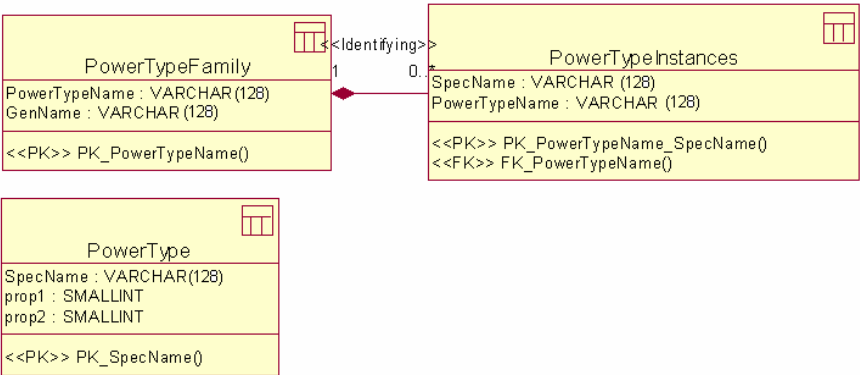 PowerTypeFamily
PowerTypeName : VARCHAR(128)
GenName : VARCHAR(128)
<<PK>> PK_PowerTypeName()
<<Identifying>>
1
0..*
PowerTypeInstances
SpecName : VARCHAR (128)
PowerTypeName : VARCHAR (128)
<<PK>> PK_PowerTypeName_SpecName()
<<FK>> FK_PowerTypeName()
PowerType
SpecName : VARCHAR(128)
prop1 : SMALLINT
prop2 : SMALLINT
<<PK>> PK_SpecName()